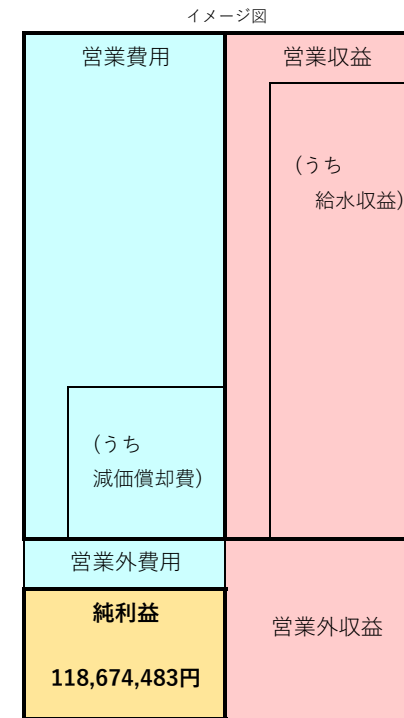 イメージ図
営業費用
営業収益
(うち
給水収益)
(うち
減価償却費)
営業外費用
純利益
118,674,483円
営業外収益